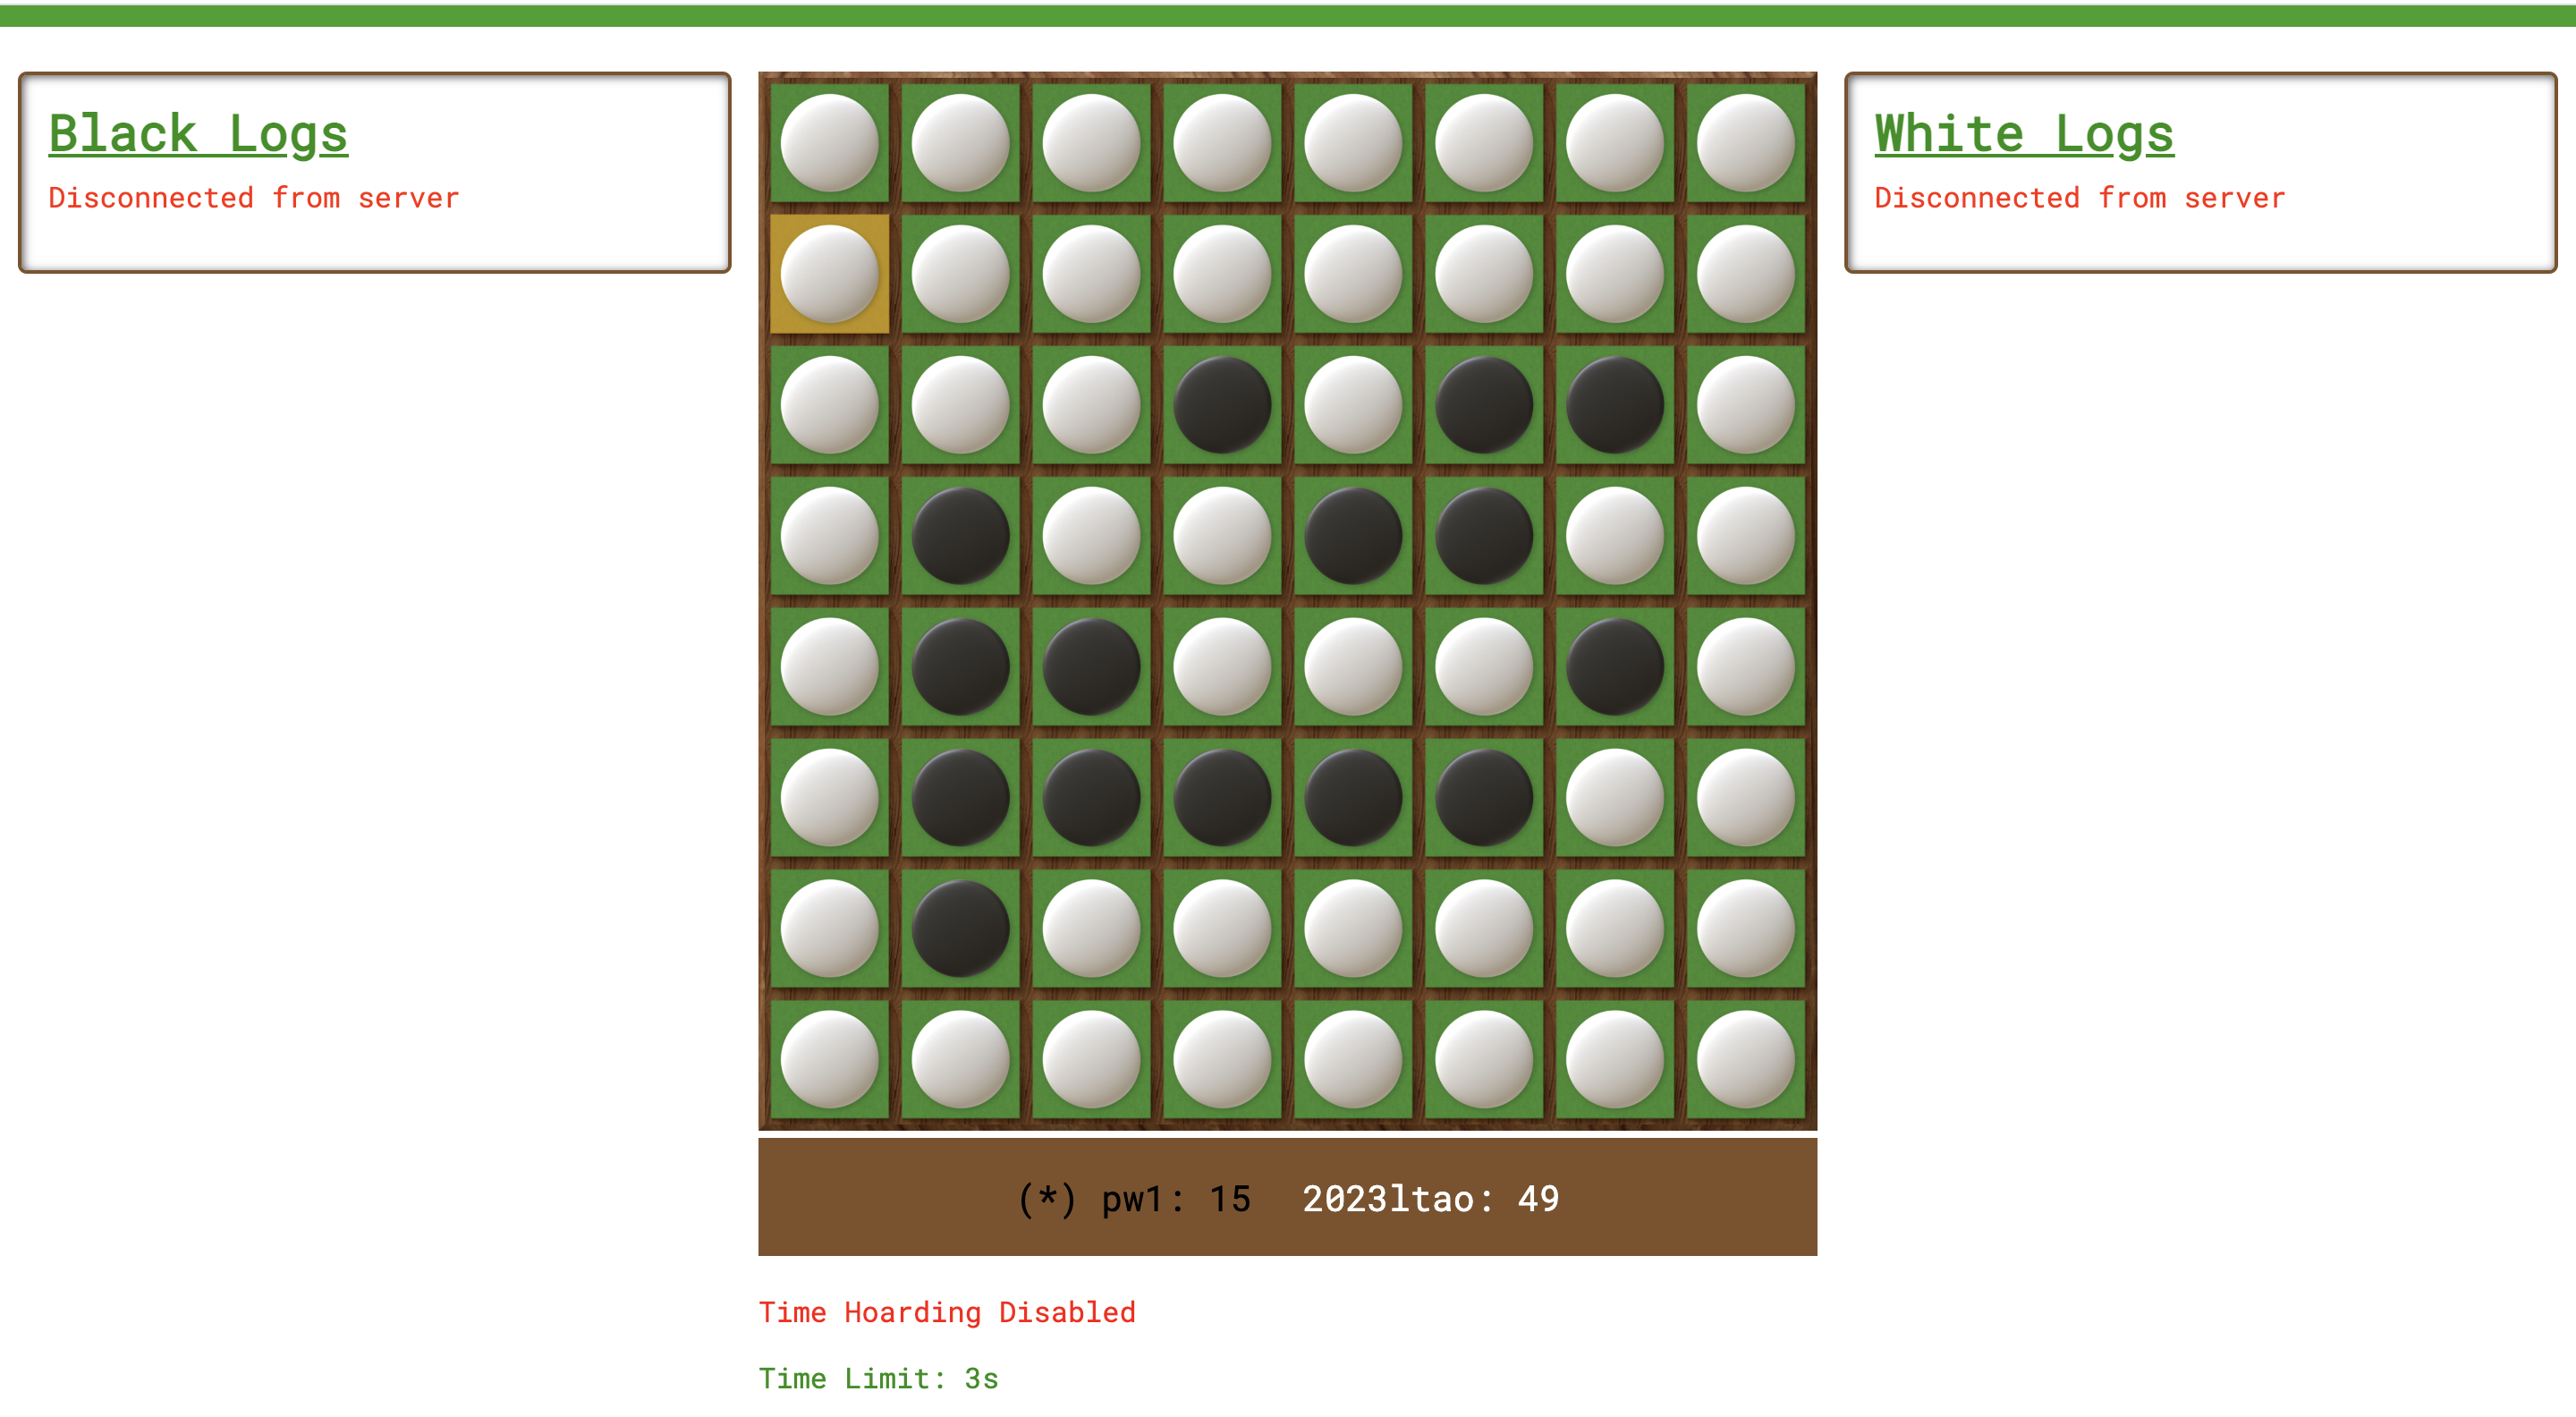 Black Logs
Disconnected from server
White Logs
Disconnected from server
(*) pw1: 15 2023ltao: 49
Time Hoarding Disabled
Time Limit: 3s